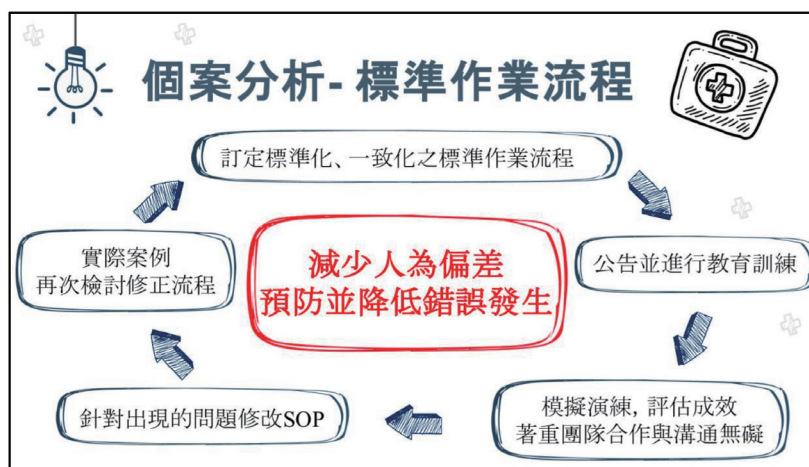 個案分析- 標準作業流程
訂定標準化、一致化之標準作業流程
公告並進行教育訓練
模擬演練, 評估成效
著重團隊合作與溝通無礙
針對出現的問題修改SOP
實際案例
再次檢討修正流程
減少人為偏差
預防並降低錯誤發生